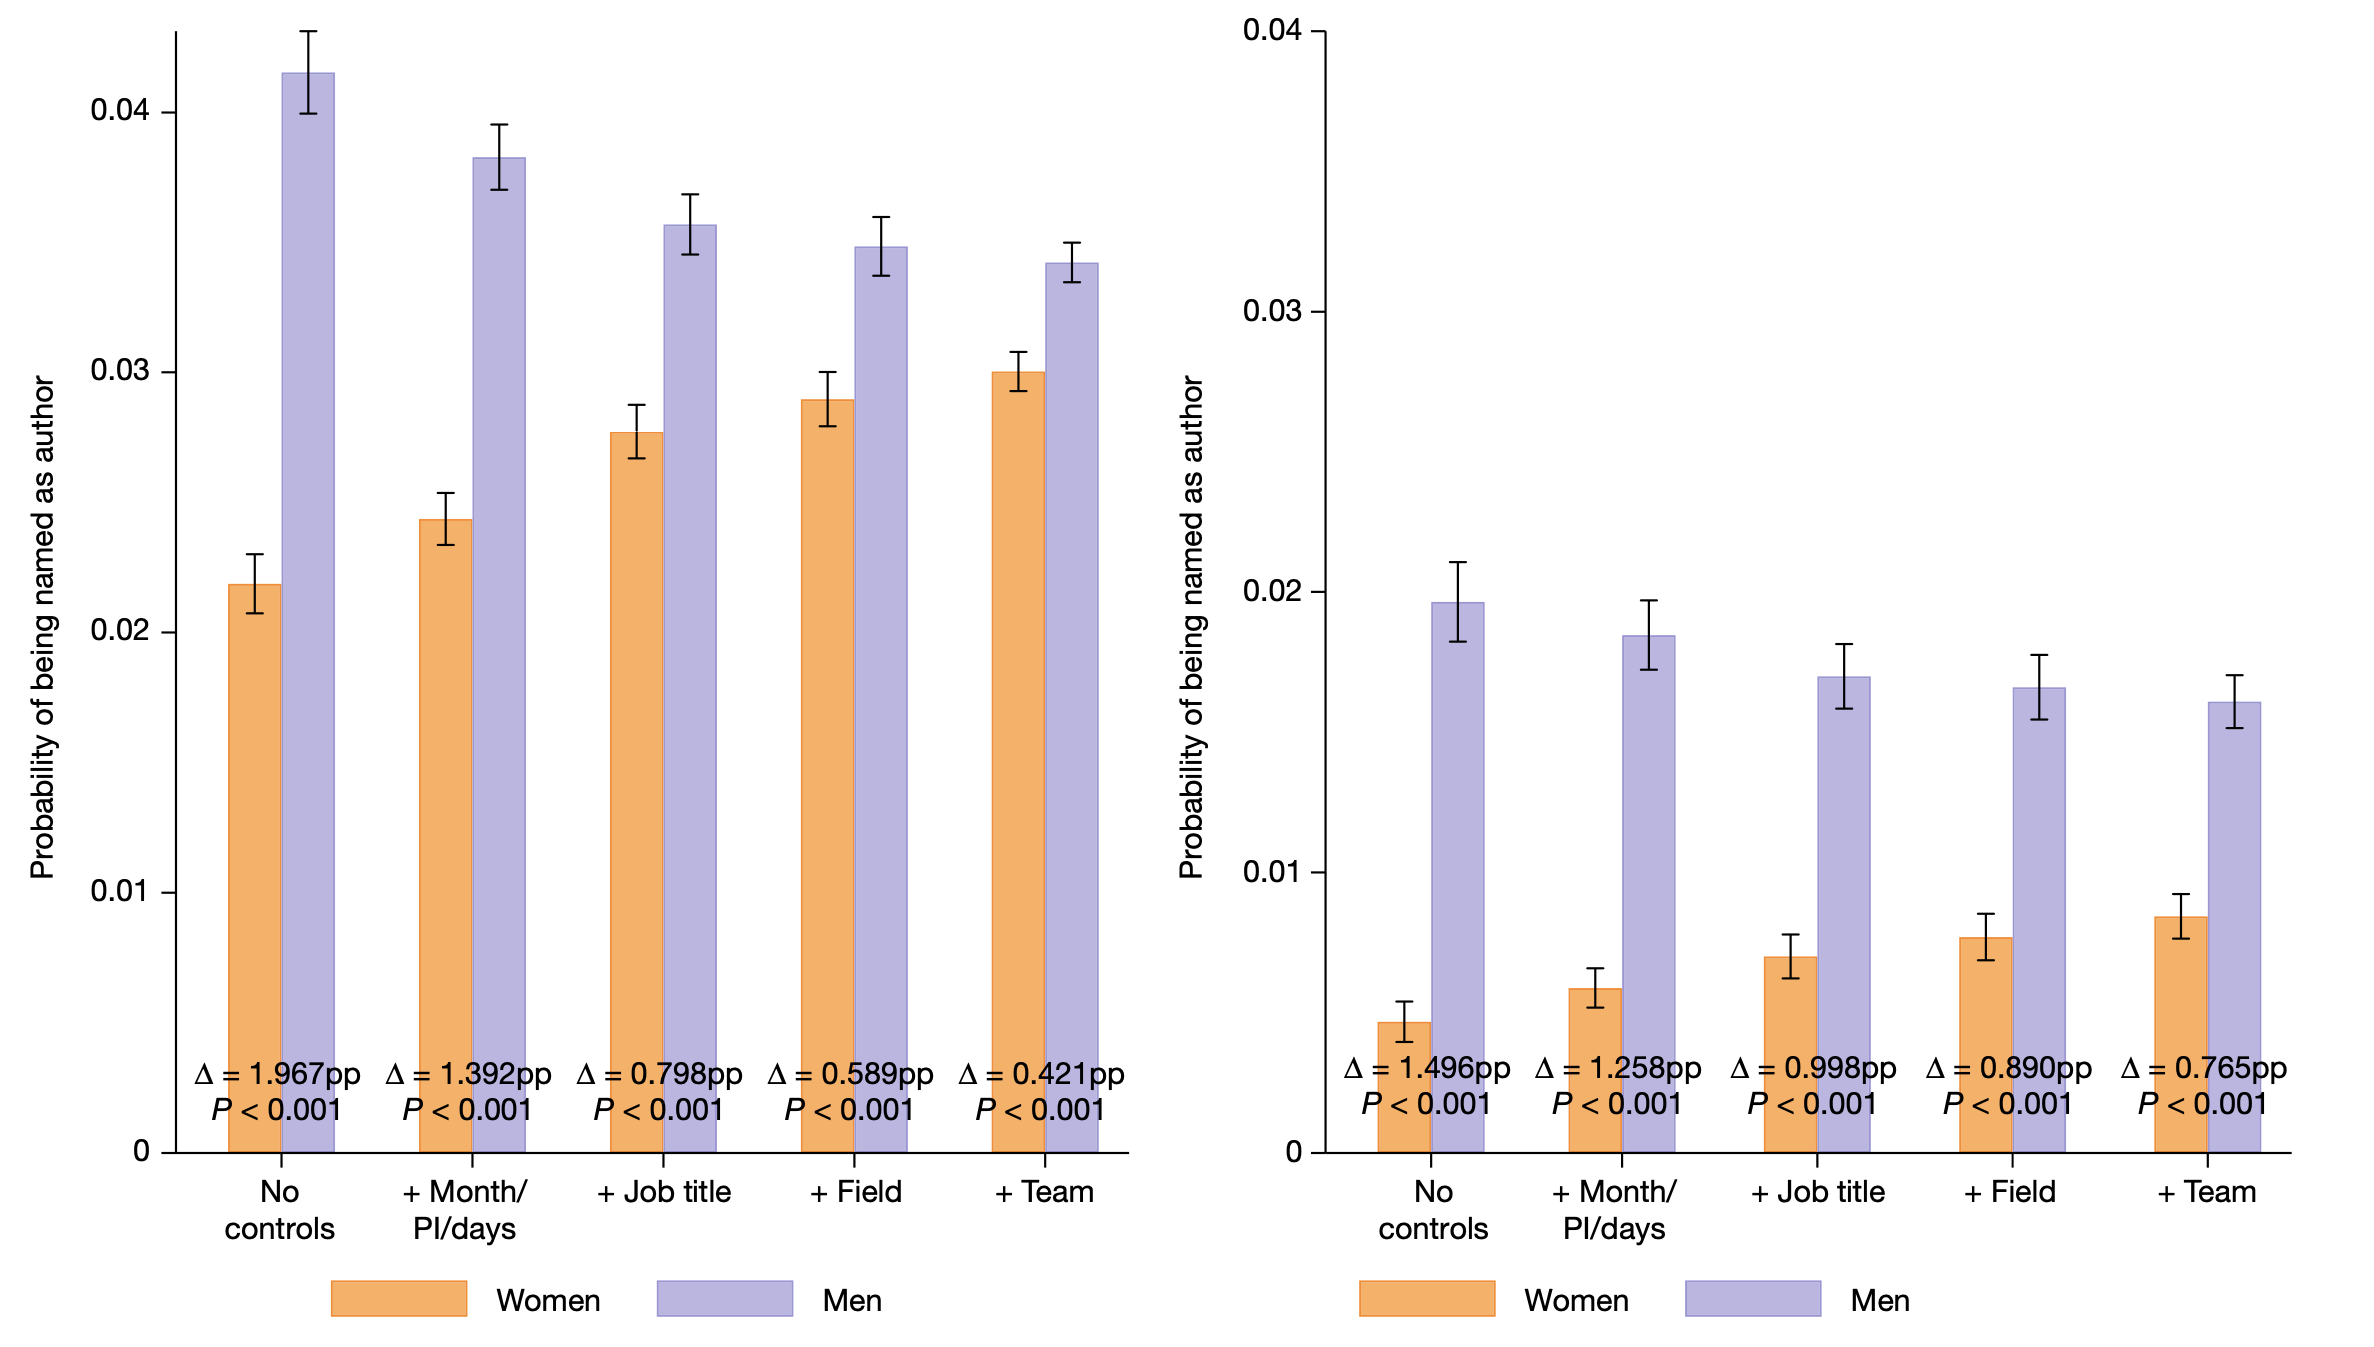 Probability of being named as author
0.04
0.03
0.02
0.01
0
Δ = 1.967pp
P < 0.001
Δ = 1.392pp
P < 0.001
Δ = 0.798pp
P < 0.001
Δ = 0.589pp
P < 0.001
Δ = 0.421pp
P < 0.001
No
controls
+ Month/
PI/days
+ Job title
+ Field
+ Team
Women
Men
Probability of being named as author
0.04
0.03
0.02
0.01
0
Δ = 1.496pp
P < 0.001
Δ = 1.258pp
P < 0.001
Δ = 0.998pp
P < 0.001
Δ = 0.890pp
P < 0.001
Δ = 0.765pp
P < 0.001
No
controls
+ Month/
PI/days
+ Job title
+ Field
+ Team
Women
Men